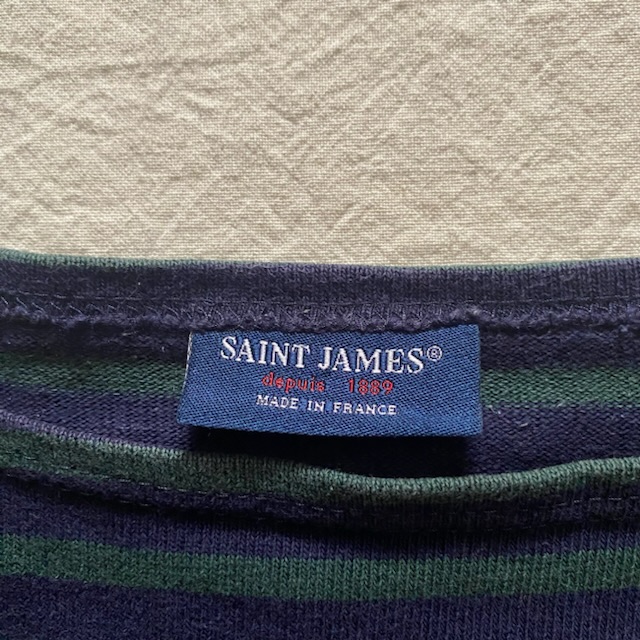 SAINT JAMES®
depuis 1889
MADE IN FRANCE